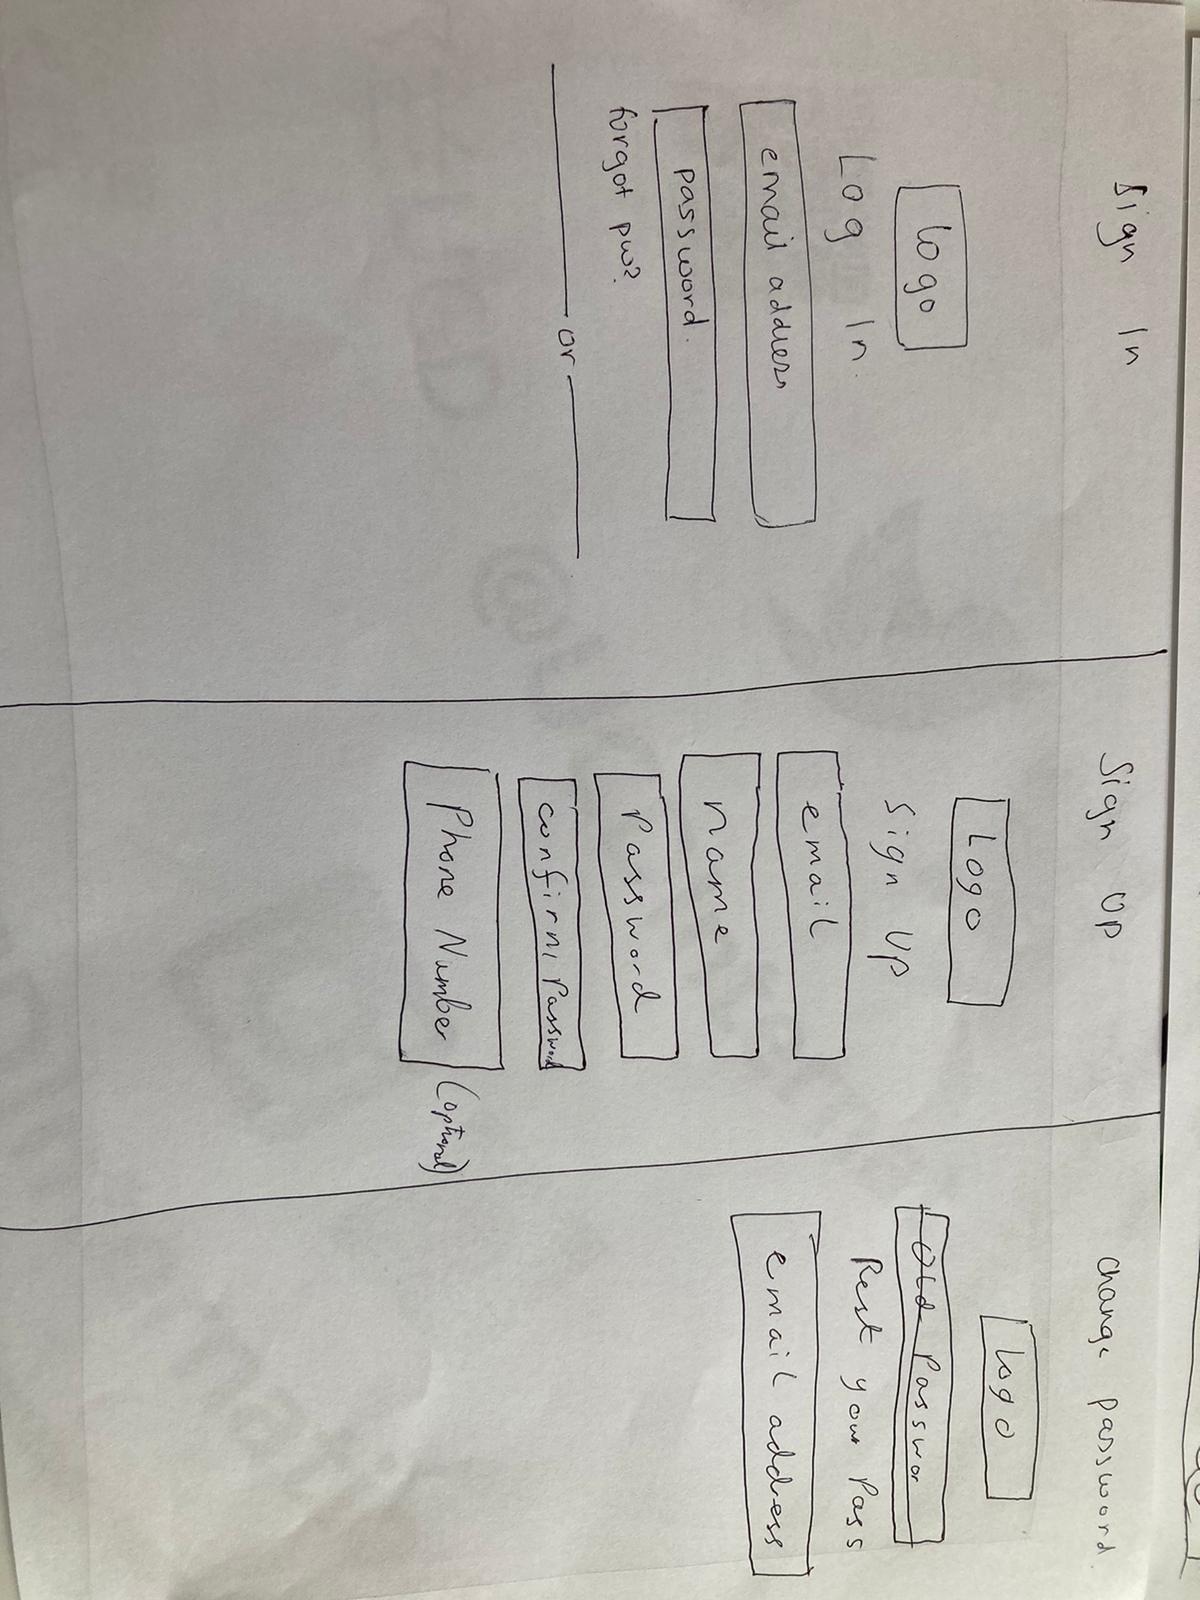 Sign In
Logo
Log In.
email address
password.
forgot pw?
or
Sign Up
Logo
Sign Up
email
name
Password
confirm Password
Phone Number (optional)
Change password.
Logo
Old Passwor
Rest your Pass
email address